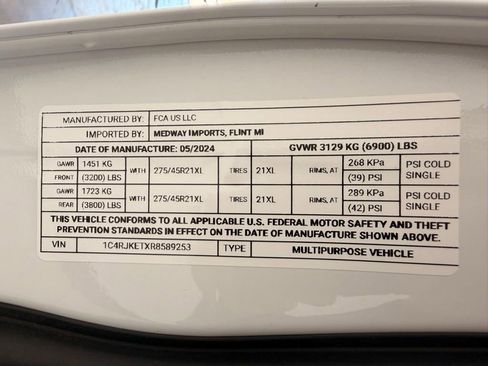 MANUFACTURED BY: FCA US LLC
IMPORTED BY: MEDWAY IMPORTS, FLINT MI
DATE OF MANUFACTURE: 05/2024 GVWR 3129 KG (6900) LBS
GAWR 1451 KG WITH 275/45R21XL TIRES 21XL RIMS, AT 268 KPa PSI COLD
FRONT (3200) LBS (39) PSI SINGLE
GAWR 1723 KG WITH 275/45R21XL TIRES 21XL RIMS, AT 289 KPa PSI COLD
REAR (3800) LBS (42) PSI SINGLE
THIS VEHICLE CONFORMS TO ALL APPLICABLE U.S. FEDERAL MOTOR SAFETY AND THEFT
PREVENTION STANDARDS IN EFFECT ON THE DATE OF MANUFACTURE SHOWN ABOVE.
VIN 1C4RJKETXR8589253 TYPE MULTIPURPOSE VEHICLE